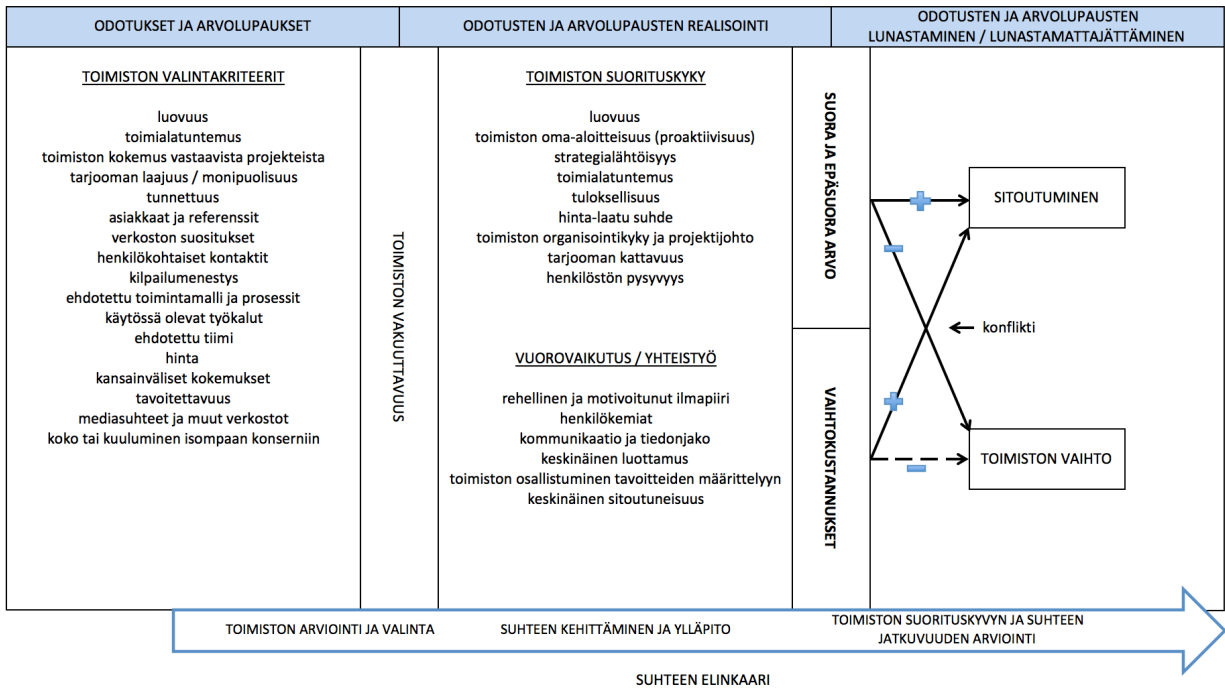 ODOTUKSET JA ARVOLUPAUKSET
ODOTUSTEN JA ARVOLUPAUSTEN REALISOINTI
ODOTUSTEN JA ARVOLUPAUSTEN
LUNASTAMINEN / LUNASTAMATTAJÄTTÄMINEN
TOIMISTON VALINTAKRITEERIT
luovuus
toimialatuntemus
toimiston kokemus vastaavista projekteista
tarjooman laajuus / monipuolisuus
tunnettuus
asiakkaat ja referenssit
verkoston suositukset
henkilökohtaiset kontaktit
kilpailumenestys
ehdotettu toimintamalli ja prosessit
käytössä olevat työkalut
ehdotettu tiimi
hinta
kansainväliset kokemukset
tavoitettavuus
mediasuhteet ja muut verkostot
koko tai kuuluminen isompaan konserniin
TOIMISTON VAKUUTTAVUUS
TOIMISTON SUORITUSKYKY
luovuus
toimiston oma-aloitteisuus (proaktiivisuus)
strategialähtöisyys
toimialatuntemus
tuloksellisuus
hinta-laatu suhde
toimiston organisointikyky ja projektijohto
tarjooman kattavuus
henkilöstön pysyvyys
VUOROVAIKUTUS / YHTEISTYÖ
rehellinen ja motivoitunut ilmapiiri
henkilökemiat
kommunikaatio ja tiedonjako
keskinäinen luottamus
toimiston osallistuminen tavoitteiden määrittelyyn
keskinäinen sitoutuneisuus
SUORA JA EPÄSUORA ARVO
VAIHTOKUSTANNUKSET
SITOUTUMINEN
konflikti
TOIMISTON VAIHTO
TOIMISTON ARVIOINTI JA VALINTA
SUHTEEN KEHITTÄMINEN JA YLLÄPITO
TOIMISTON SUORITUSKYVYN JA SUHTEEN
JATKUVUUDEN ARVIOINTI
SUHTEEN ELINKAARI